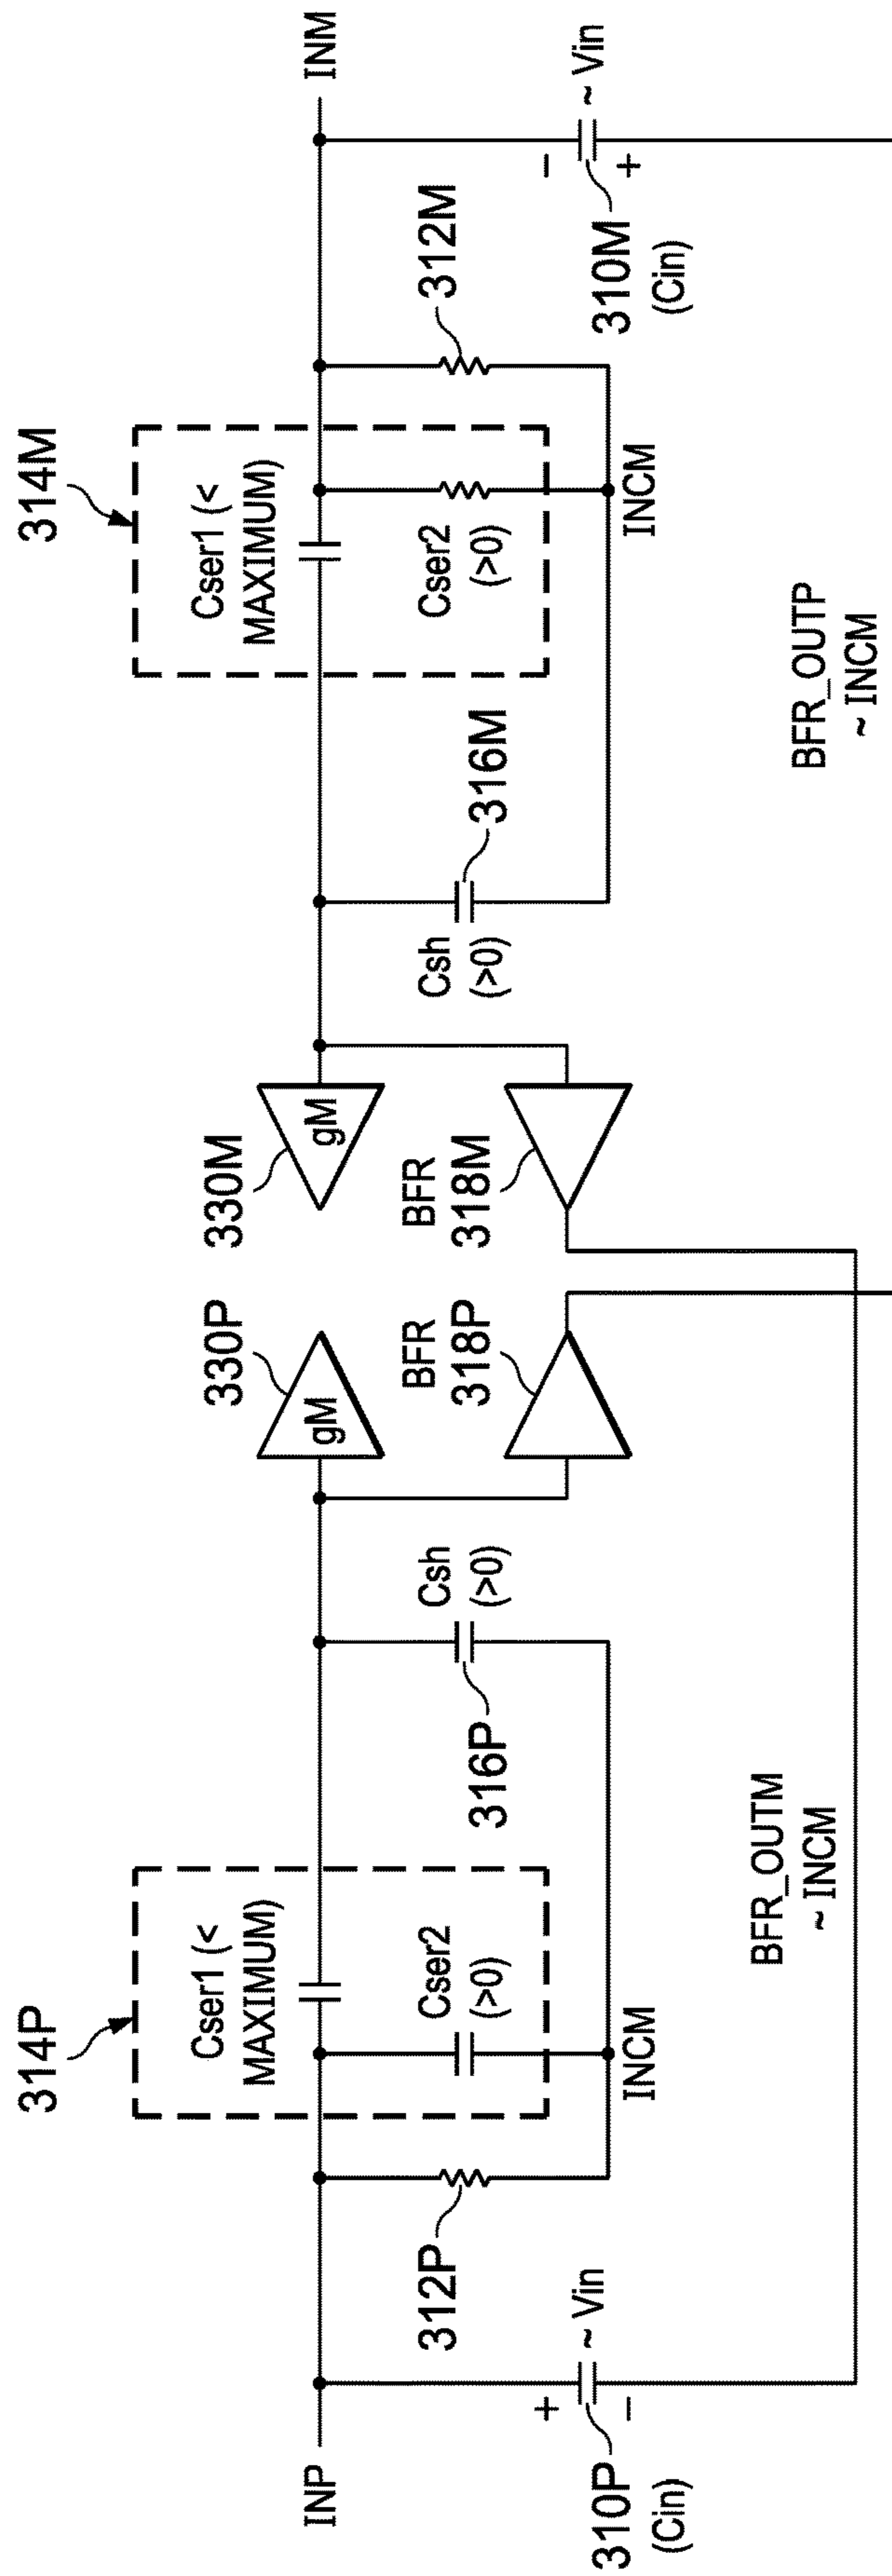 314P
314M
Cser1 (<
MAXIMUM)
Cser1 (<
MAXIMUM)
330P
330M
INP
gM
gM
INM
312P
Cser2
(>0)
316P
Csh
(>0)
BFR
318P
BFR
318M
Csh
(>0)
316M
Cser2
(>0)
312M
+
~ Vin
–
310P
(Cin)
INCM
INCM
–
~ Vin
+
310M
(Cin)
BFR_OUTM
~ INCM
BFR_OUTP
~ INCM